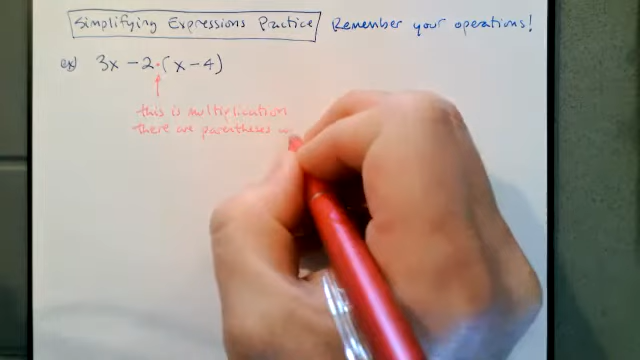 Simplifying Expressions Practice Remember your operations!
ex) 3x - 2 · (x - 4)
this is multiplication
there are parentheses w